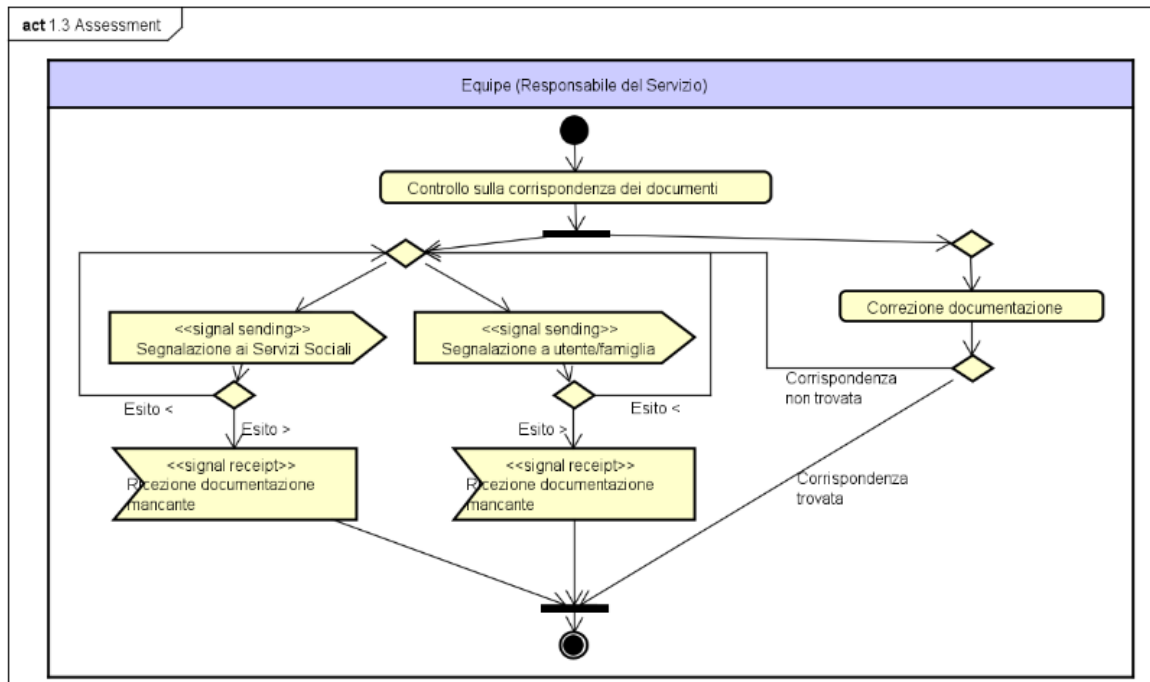 act 1.3 Assessment
Equipe (Responsabile del Servizio)
Controllo sulla corrispondenza dei documenti
<<signal sending>>
Segnalazione ai Servizi Sociali
<<signal sending>>
Segnalazione a utente/famiglia
Correzione documentazione
Corrispondenza
non trovata
Esito <
Esito <
Esito >
Esito >
<<signal receipt>>
Ricezione documentazione
mancante
<<signal receipt>>
Ricezione documentazione
mancante
Corrispondenza
trovata